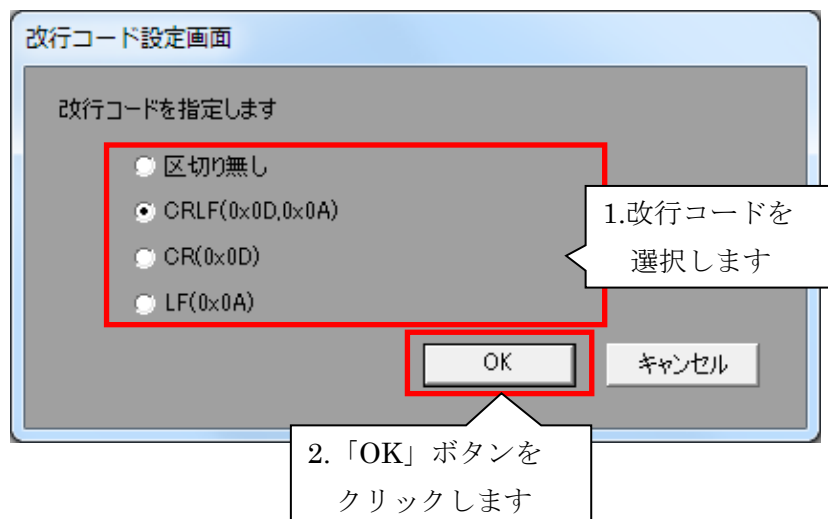 改行コード設定画面
改行コードを指定します
区切り無し
CRLF(0x0D,0x0A)
CR(0x0D)
LF(0x0A)
1.改行コードを
選択します
OK
キャンセル
2.「OK」ボタンを
クリックします